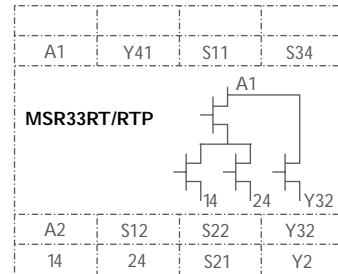 A1 Y41 S11 S34
A1
MSR33RT/RTP
14 24 Y32
A2 S12 S22 Y32
14 24 S21 Y2